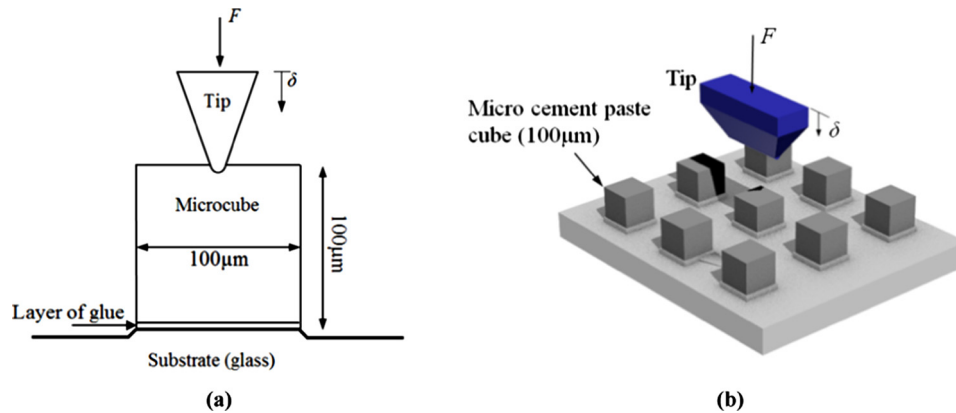 F
δ
Tip
Microcube
100μm
100μm
Layer of glue
Substrate (glass)
(a)
F
Tip
δ
Micro cement paste
cube (100μm)
(b)